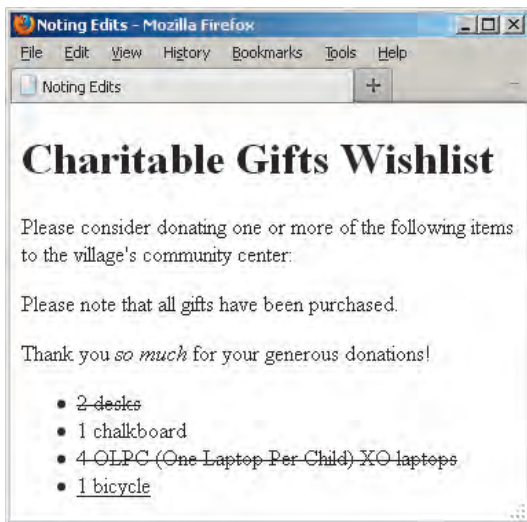 Noting Edits - Mozilla Firefox
File Edit View History Bookmarks Tools Help
Noting Edits
Charitable Gifts Wishlist
Please consider donating one or more of the following items
to the village's community center:
Please note that all gifts have been purchased.
Thank you so much for your generous donations!
• 2 desks
• 1 chalkboard
• 4 OLPC (One Laptop Per Child) XO laptops
• 1 bicycle